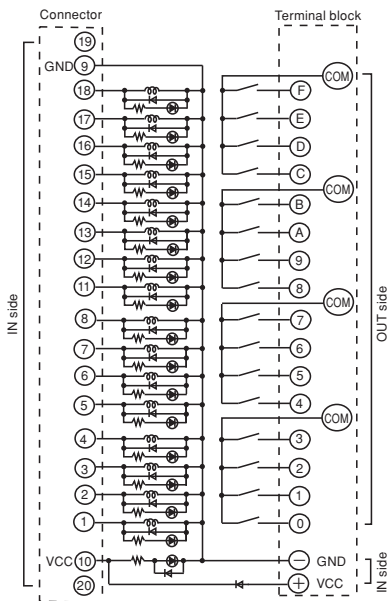 Connector
Terminal block
19
GND 9
COM
18
F
17
E
16
D
15
C
COM
14
B
13
A
12
9
11
8
COM
8
7
7
6
6
5
5
4
COM
4
3
3
2
2
1
1
0
VCC 10
− GND
20
+ VCC
IN side
OUT side
IN side